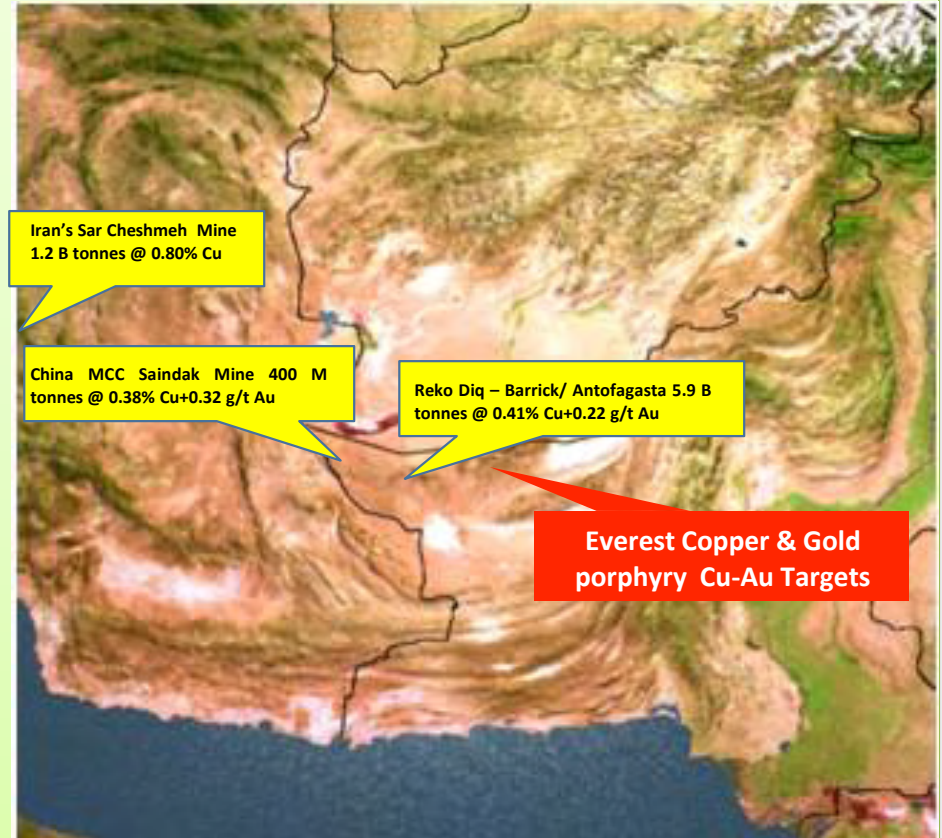 Iran's Sar Cheshmeh Mine
1.2 B tonnes @ 0.80% Cu
China MCC Saindak Mine 400 M
tonnes @ 0.38% Cu+0.32 g/t Au
Reko Diq – Barrick/ Antofagasta 5.9 B
tonnes @ 0.41% Cu+0.22 g/t Au
Everest Copper & Gold
porphyry Cu-Au Targets